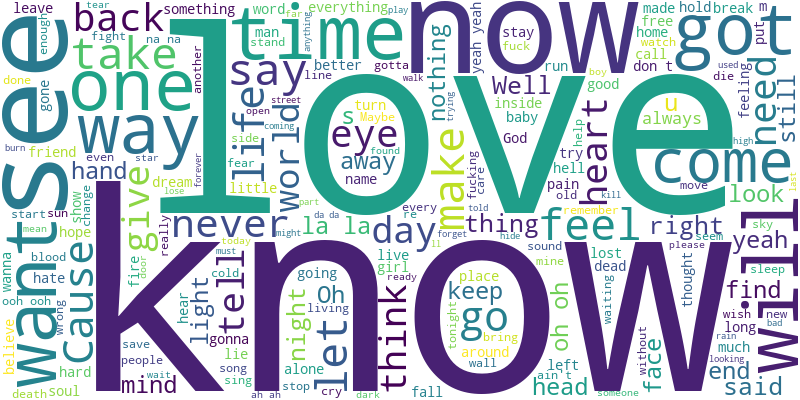 leave
tear
back
something
word
everything
play
far
now
m
made
hold
break
got
put
free
home
watch
call
don t
die
feeling
enough
fight
na na
take
time
man
stand
anything
yeah yeah
stay
fuck
see
one
another
say
better
line
gotta
walk
nothing
run
need
still
done
gone
love
life
s
turn
Maybe
eye
Well
inside
baby
God
boy
good
u
always
used
burn
way
open
street
coming
world
side
fear
away
found
name
trying
heart
help
come
high
friend
even
star
hand
forever
little
make
fucking
care
try
hell
pain
old
kill
move
look
last
start
sun
show
change
dream
lose
give
never
part
da da
la la
every
re
day
told
thing
feel
remember
right
sky
yeah
mean
hope
want
Cause
really
today
might
ll
forget
hide
sound
seem
please
will
wanna
blood
hate
fire
door
must
cold
know
going
Oh
live
girl
ready
think
keep
place
go
mine
lost
dead
oh oh
waiting
thought
find
sleep
ooh ooh
wrong
hear
light
tell
night
living
let
tonight
bring
around
wall
without
face
wish
long
new
bad
rain
much
looking
believe
hard
save
people
gonna
lie
song
sing
alone
stop
left
ain t
end
death
soul
mind
wait
ah ah
cry
dark
fall
head
someone
said